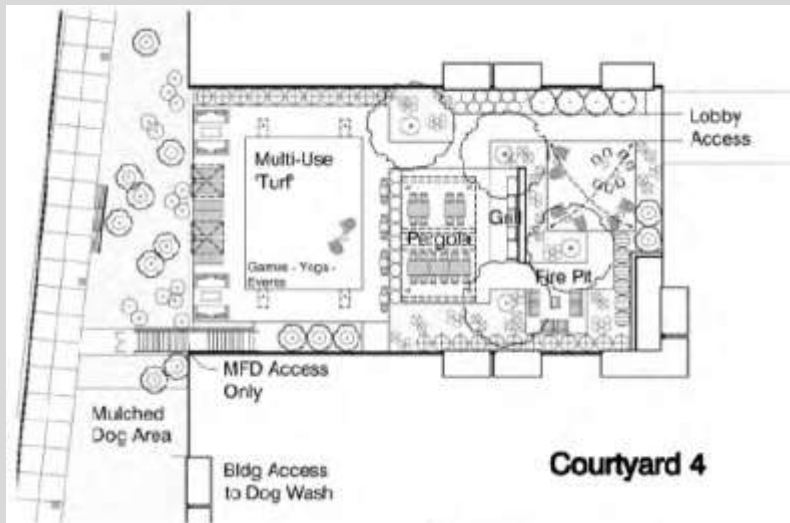 Lobby
Access
Multi-Use
'Turf'
Grill
Pergola
Games - Yoga -
Events
Fire Pit
MFD Access
Only
Mulched
Dog Area
Bldg Access
to Dog Wash
Courtyard 4